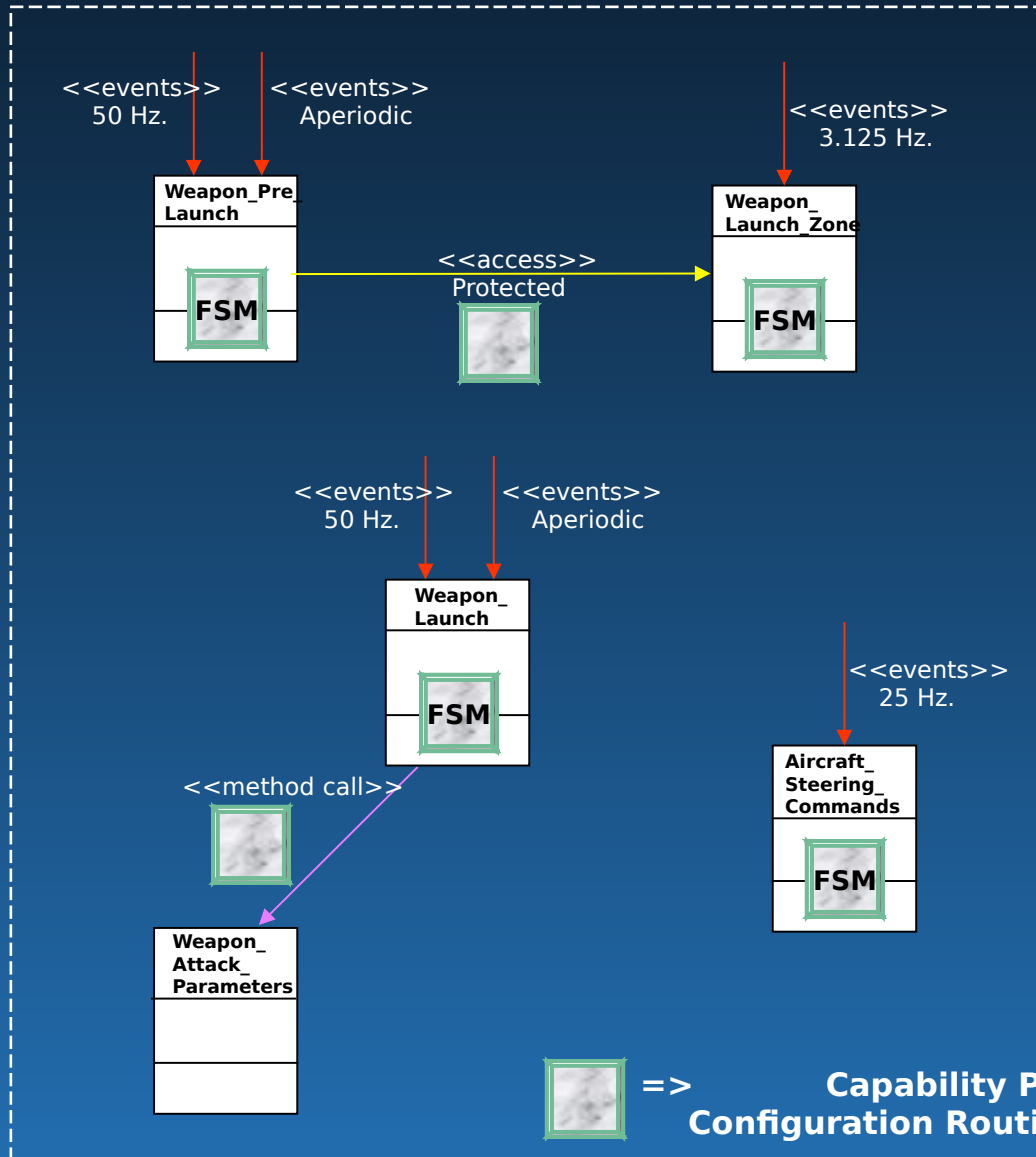 <<events>>
50 Hz.
<<events>>
Aperiodic
<<events>>
3.125 Hz.
Weapon_Pre_
Launch
FSM
<<access>>
Protected
Weapon_
Launch_Zone
FSM
<<events>>
50 Hz.
<<events>>
Aperiodic
Weapon_
Launch
FSM
<<events>>
25 Hz.
Aircraft_
Steering_
Commands
FSM
<<method call>>
Weapon_
Attack_
Parameters
=> Capability P
Configuration Routi